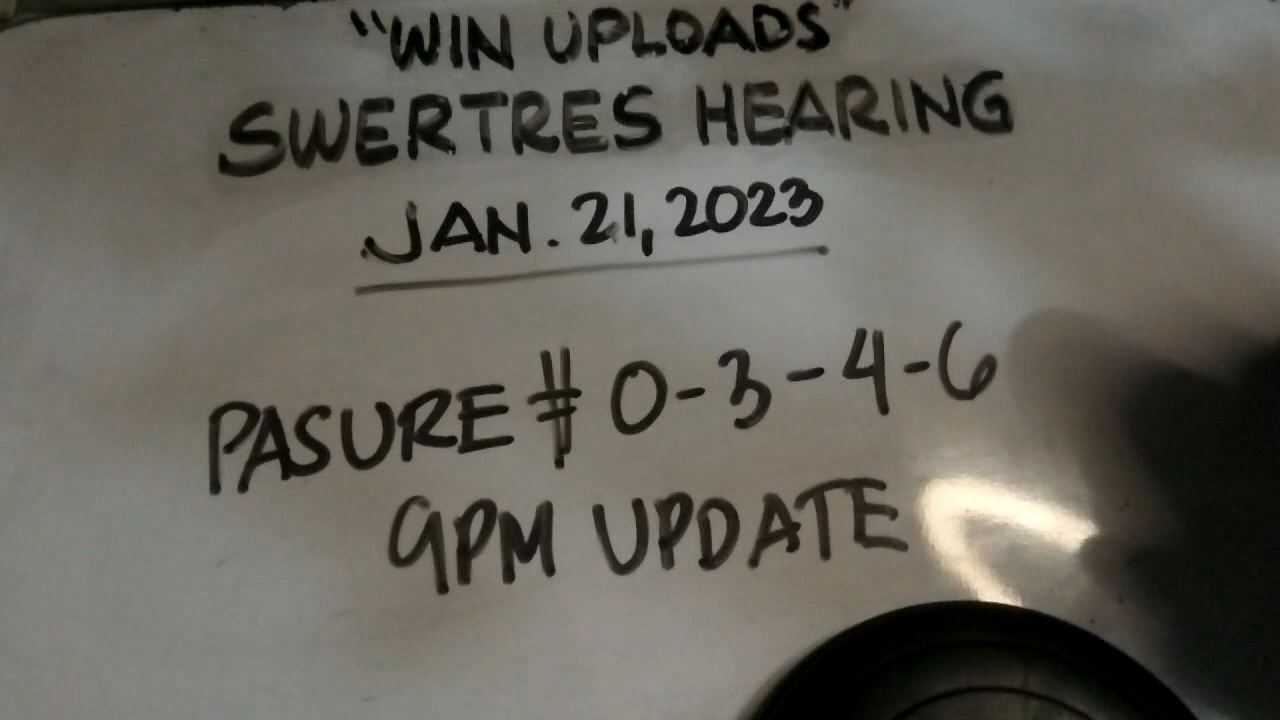 "WIN UPLOADS"
SWERTRES HEARING
JAN. 21, 2023
PASURE # 0-3-4-6
9PM UPDATE